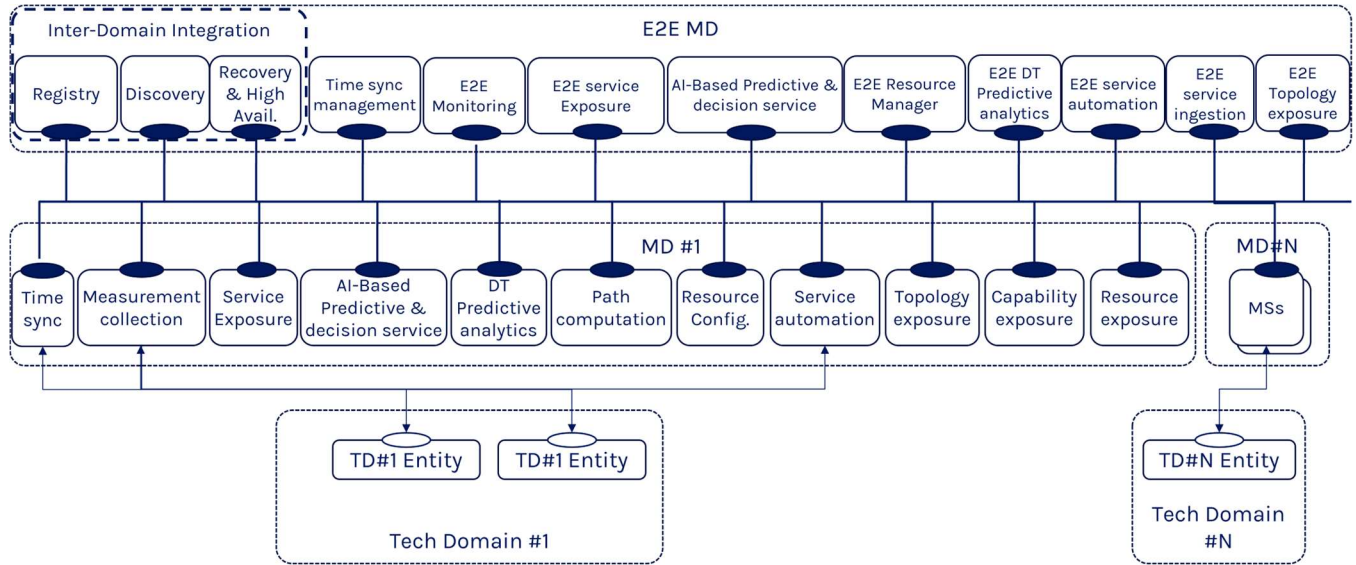 Inter-Domain Integration
E2E MD
Registry
Discovery
Recovery
& High
Avail.
Time sync
management
E2E
Monitoring
E2E service
Exposure
AI-Based Predictive &
decision service
E2E Resource
Manager
E2E DT
Predictive
analytics
E2E service
automation
E2E
service
ingestion
E2E
Topology
exposure
MD #1
MD#N
Time
sync
Measurement
collection
Service
Exposure
AI-Based
Predictive &
decision service
DT
Predictive
analytics
Path
computation
Resource
Config.
Service
automation
Topology
exposure
Capability
exposure
Resource
exposure
MSs
TD#1 Entity
TD#1 Entity
Tech Domain #1
TD#N Entity
Tech Domain
#N